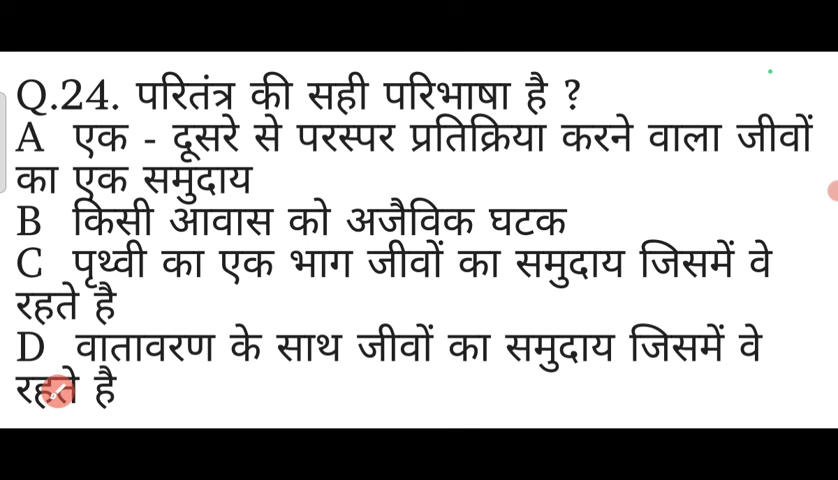 Q.24. परितंत्र की सही परिभाषा है ?
A एक - दूसरे से परस्पर प्रतिक्रिया करने वाला जीवों
का एक समुदाय
B किसी आवास को अजैविक घटक
C पृथ्वी का एक भाग जीवों का समुदाय जिसमें वे
रहते है
D वातावरण के साथ जीवों का समुदाय जिसमें वे
रहते है